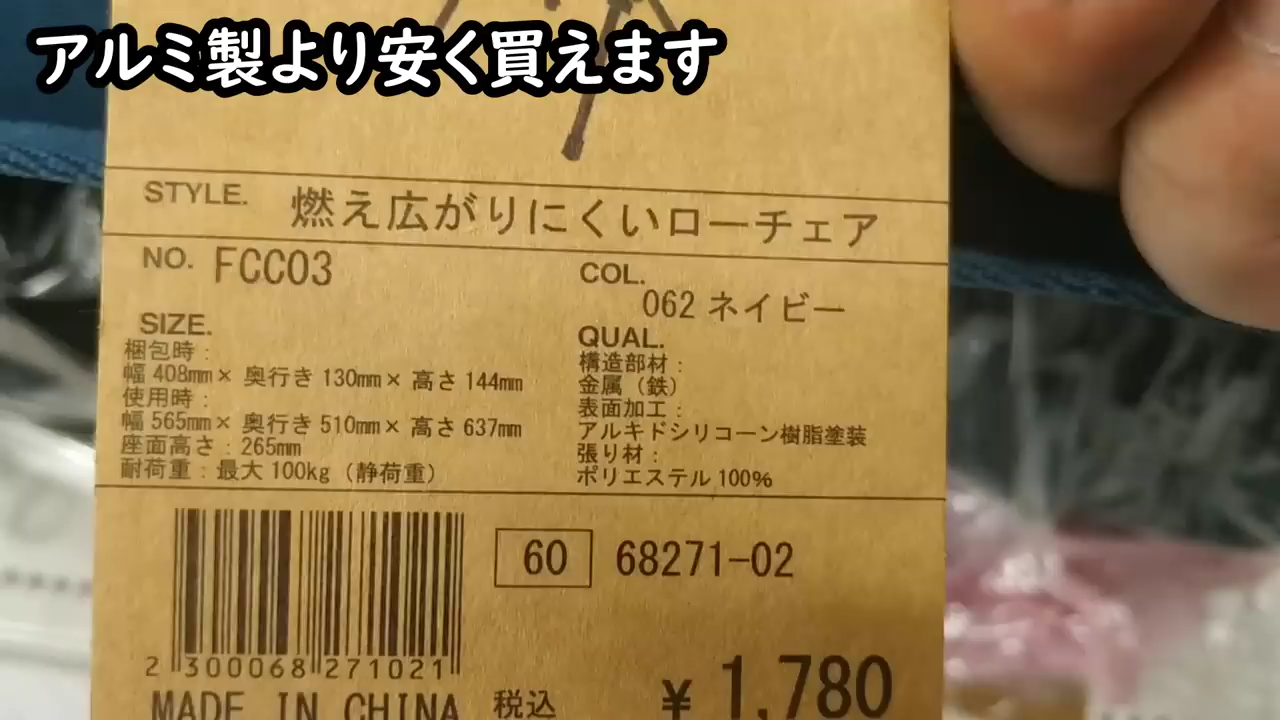 アルミ製より安く買えます
STYLE. 燃え広がりにくいローチェア
NO. FCC03
COL.
062 ネイビー
SIZE.
梱包時：
幅 408mm× 奥行き 130mm× 高さ 144mm
使用時：
幅 565mm× 奥行き 510mm× 高さ 637mm
座面高さ：265mm
耐荷重：最大 100kg（静荷重）
QUAL.
構造部材：
金属（鉄）
表面加工：
アルキドシリコーン樹脂塗装
張り材：
ポリエステル 100%
60 68271-02
2 300068 271021
MADE IN CHINA
税込 ¥ 1,780